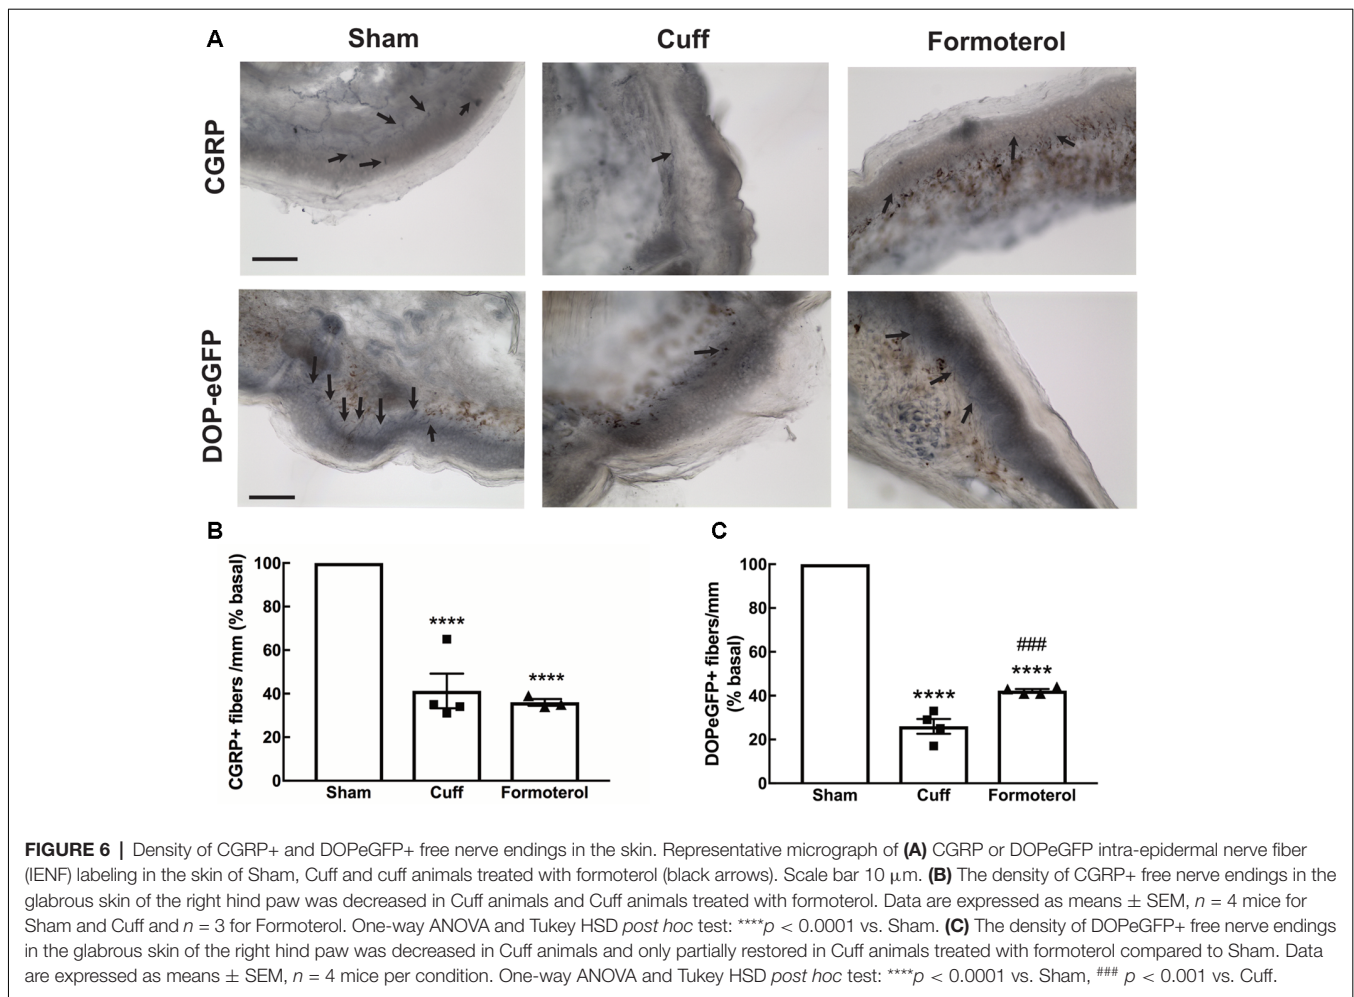 A
Sham
Cuff
Formoterol
CGRP
DOP-eGFP
B
CGRP+ fibers /mm (% basal)
100
80
60
40
20
0
****
****
Sham
Cuff
Formoterol
C
DOPeGFP+ fibers/mm
(% basal)
100
80
60
40
20
0
****
###
****
Sham
Cuff
Formoterol
FIGURE 6 | Density of CGRP+ and DOPeGFP+ free nerve endings in the skin. Representative micrograph of (A) CGRP or DOPeGFP intra-epidermal nerve fiber
(IENF) labeling in the skin of Sham, Cuff and cuff animals treated with formoterol (black arrows). Scale bar 10 μm. (B) The density of CGRP+ free nerve endings in the
glabrous skin of the right hind paw was decreased in Cuff animals and Cuff animals treated with formoterol. Data are expressed as means ± SEM, n = 4 mice for
Sham and Cuff and n = 3 for Formoterol. One-way ANOVA and Tukey HSD post hoc test: ****p < 0.0001 vs. Sham. (C) The density of DOPeGFP+ free nerve endings
in the glabrous skin of the right hind paw was decreased in Cuff animals and only partially restored in Cuff animals treated with formoterol compared to Sham. Data
are expressed as means ± SEM, n = 4 mice per condition. One-way ANOVA and Tukey HSD post hoc test: ****p < 0.0001 vs. Sham, ### p < 0.001 vs. Cuff.